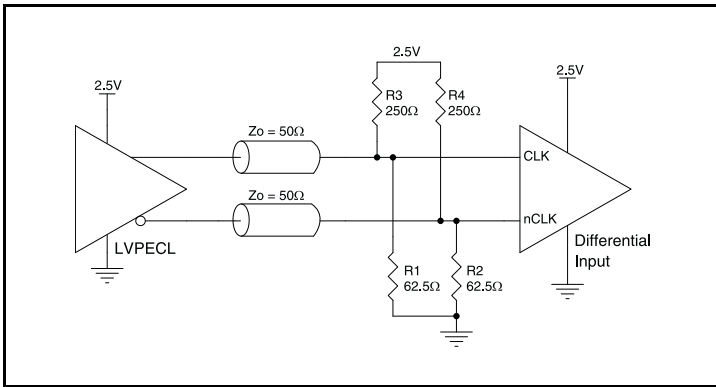 2.5V
2.5V
2.5V
R3
250Ω
R4
250Ω
Zo = 50Ω
CLK
Zo = 50Ω
nCLK
LVPECL
Differential
Input
R1
62.5Ω
R2
62.5Ω